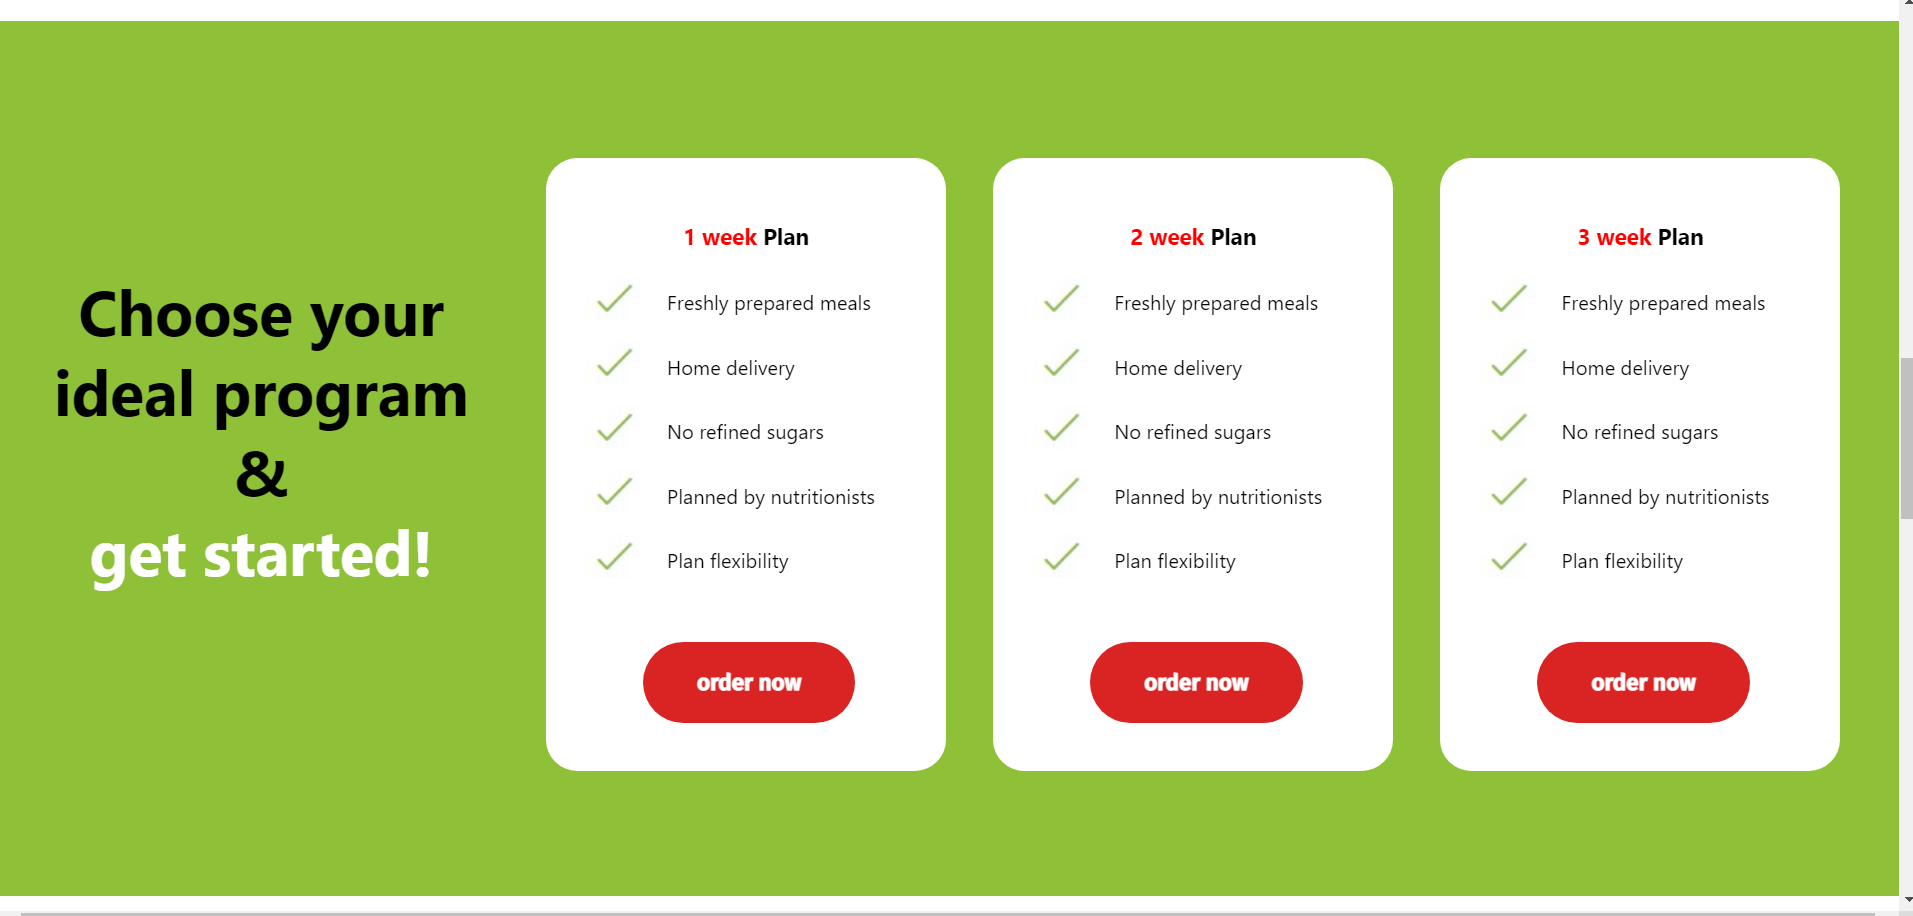 Choose your
ideal program
&
get started!
1 week Plan
Freshly prepared meals
Home delivery
No refined sugars
Planned by nutritionists
Plan flexibility
order now
2 week Plan
Freshly prepared meals
Home delivery
No refined sugars
Planned by nutritionists
Plan flexibility
order now
3 week Plan
Freshly prepared meals
Home delivery
No refined sugars
Planned by nutritionists
Plan flexibility
order now